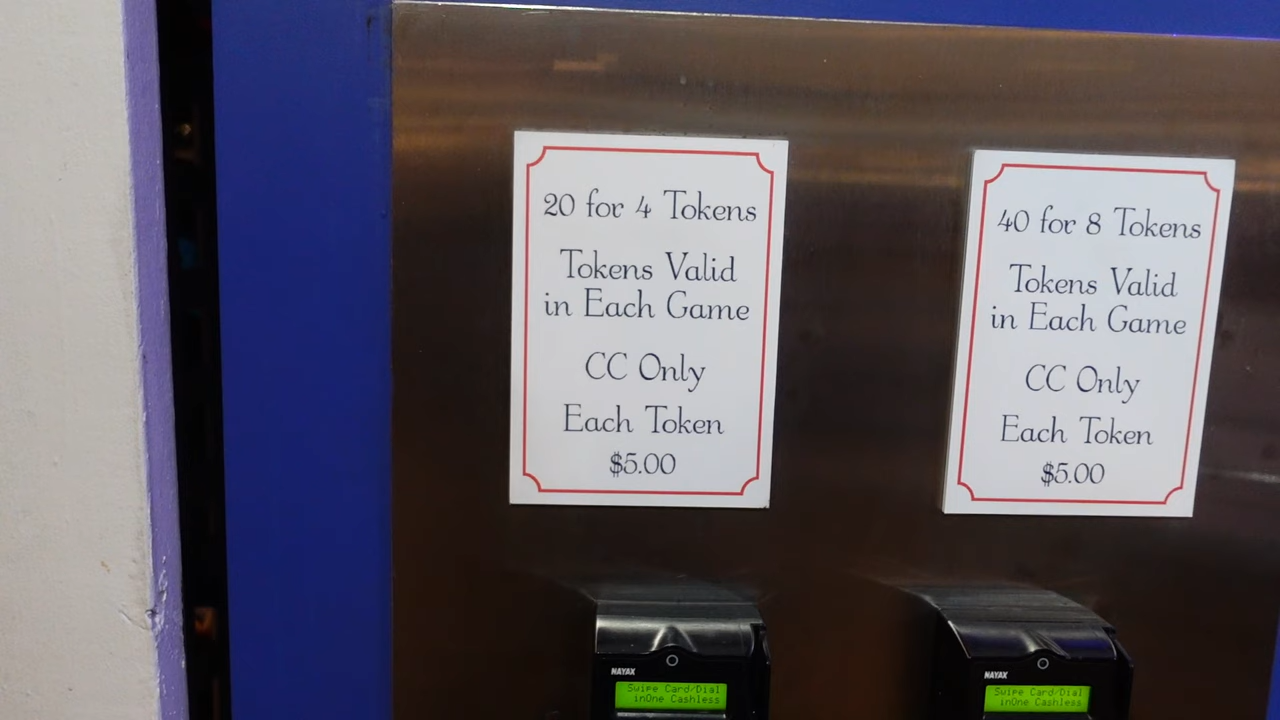 20 for 4 Tokens
Tokens Valid
in Each Game
CC Only
Each Token
$5.00
40 for 8 Tokens
Tokens Valid
in Each Game
CC Only
Each Token
$5.00
NAYAX
Swipe Card/Dial
inOne Cashless
NAYAX
Swipe Card/Dial
inOne Cashless